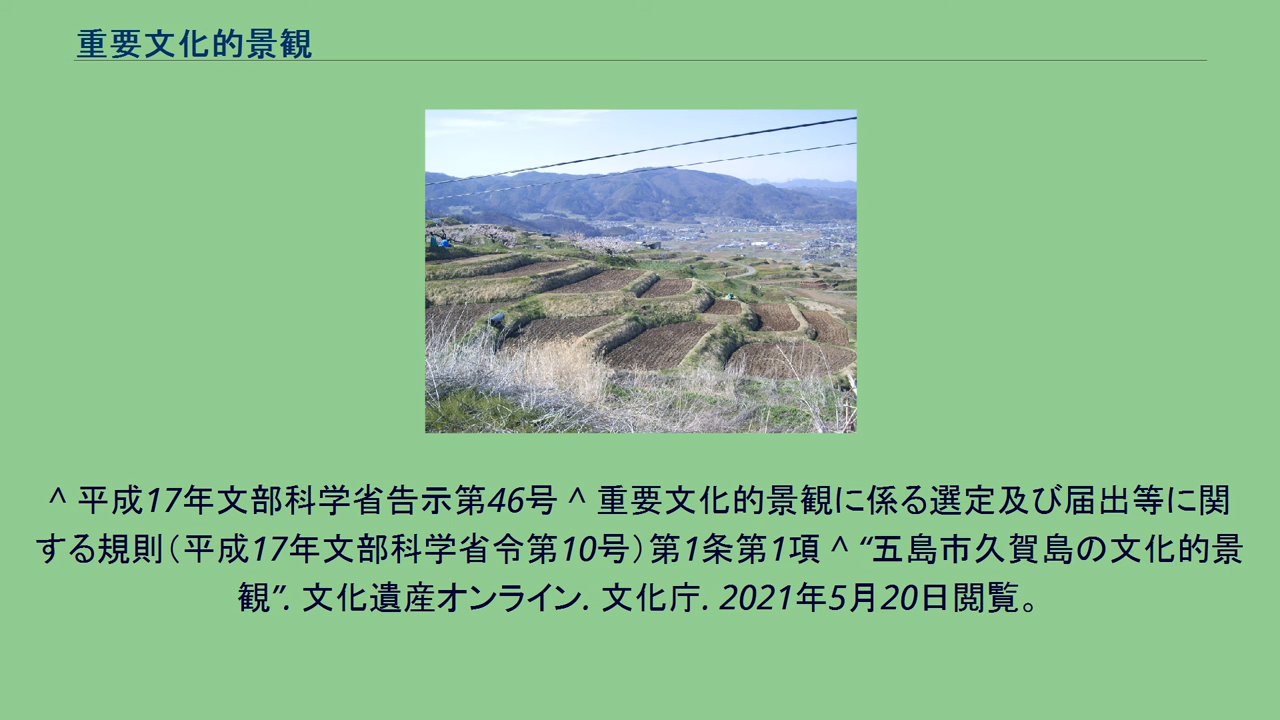 重要文化的景観
^ 平成17年文部科学省告示第46号 ^ 重要文化的景観に係る選定及び届出等に関
する規則（平成17年文部科学省令第10号）第1条第1項 ^ “五島市久賀島の文化的景
観”. 文化遺産オンライン. 文化庁. 2021年5月20日閲覧。